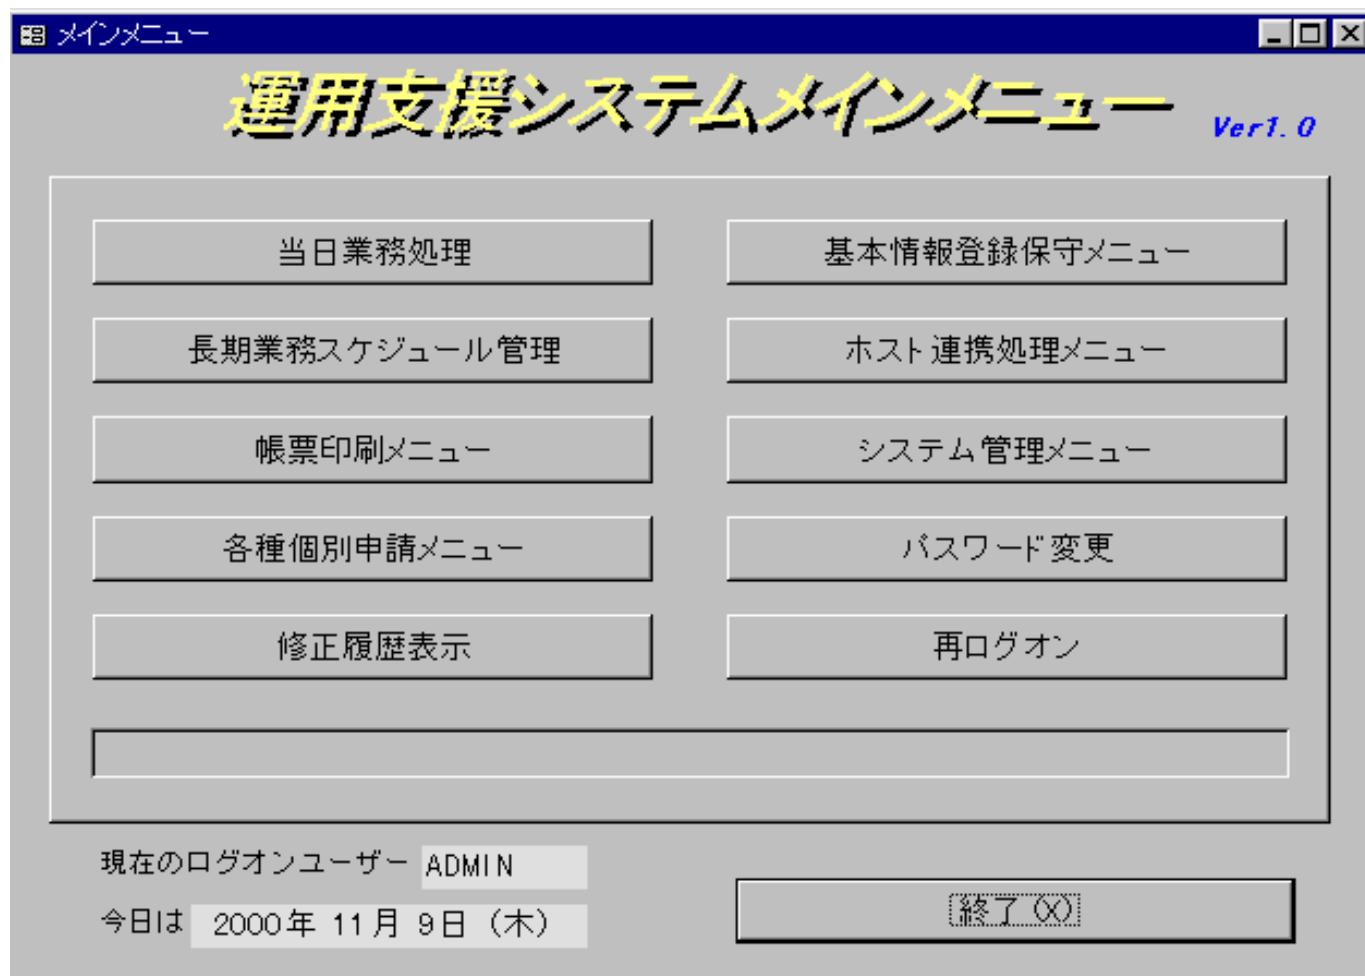 メインメニュー
運用支援システムメインメニュー Ver1.0
当日業務処理
基本情報登録保守メニュー
長期業務スケジュール管理
ホスト連携処理メニュー
帳票印刷メニュー
システム管理メニュー
各種個別申請メニュー
パスワード変更
修正履歴表示
再ログオン
現在のログオンユーザー ADMIN
今日は 2000年 11月 9日 (木)
終了(X)